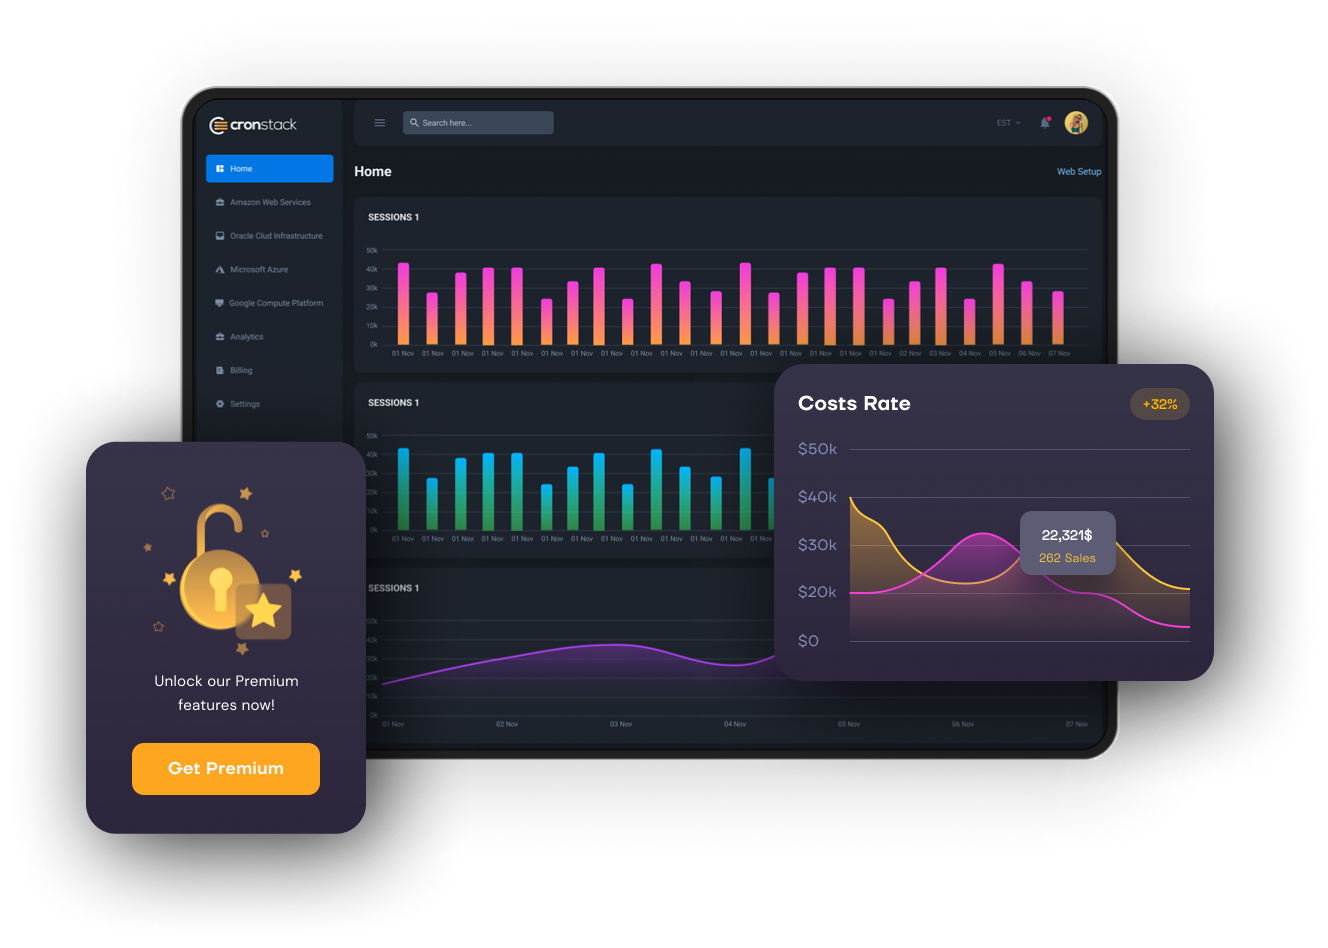 cronstack
Search here...
EST
Home
Home
Web Setup
Amazon Web Services
Oracle Clud Infrastructure
Microsoft Azure
Google Compute Platform
Analytics
Billing
Settings
SESSIONS 1
50k
40k
30k
20k
10k
0k
01 Nov 01 Nov 01 Nov 01 Nov 01 Nov 01 Nov 01 Nov 01 Nov 01 Nov 01 Nov 01 Nov 01 Nov 01 Nov 01 Nov 01 Nov 01 Nov 01 Nov 02 Nov 03 Nov 04 Nov 05 Nov 06 Nov 07 Nov
SESSIONS 1
50k
40k
30k
20k
10k
0k
01 Nov 01 Nov 01 Nov 01 Nov 01 Nov 01 Nov 01 Nov 01 Nov 01 Nov 01 Nov 01 Nov 01 Nov 01 Nov
SESSIONS 1
50k
40k
30k
20k
10k
0k
01 Nov 02 Nov 03 Nov 04 Nov 05 Nov 06 Nov 07 Nov
Costs Rate
+32%
$50k
$40k
$30k
$20k
$0
22,321$
262 Sales
Unlock our Premium
features now!
Get Premium